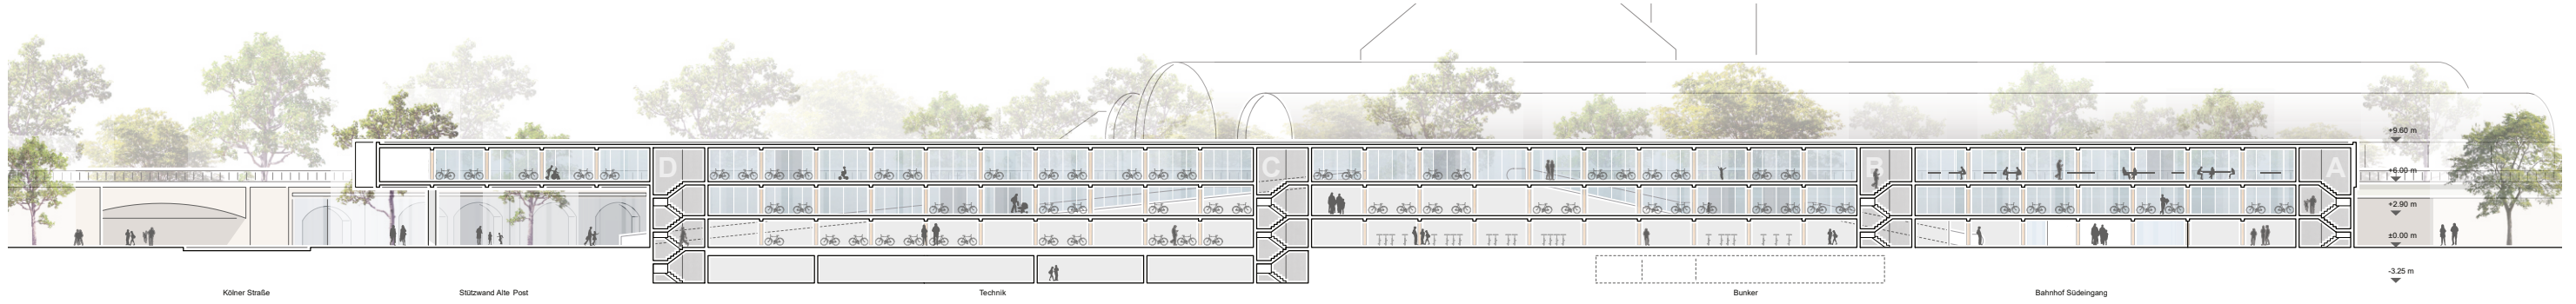 D
C
B
A
+9.60 m
+6.00 m
+2.90 m
±0.00 m
-3.25 m
Kölner Straße
Stützwand Alte Post
Technik
Bunker
Bahnhof Südeingang